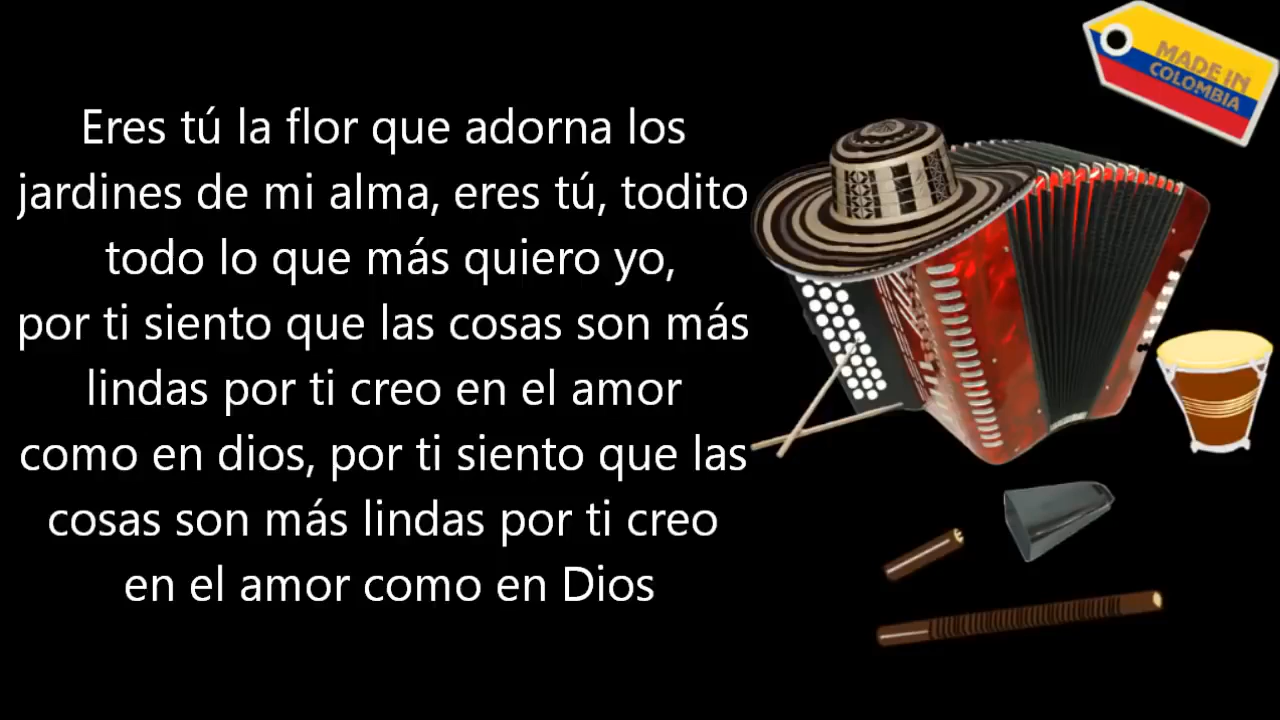 Eres tú la flor que adorna los
jardines de mi alma, eres tú, todito
todo lo que más quiero yo,
por ti siento que las cosas son más
lindas por ti creo en el amor
como en dios, por ti siento que las
cosas son más lindas por ti creo
en el amor como en Dios
MADE IN
COLOMBIA